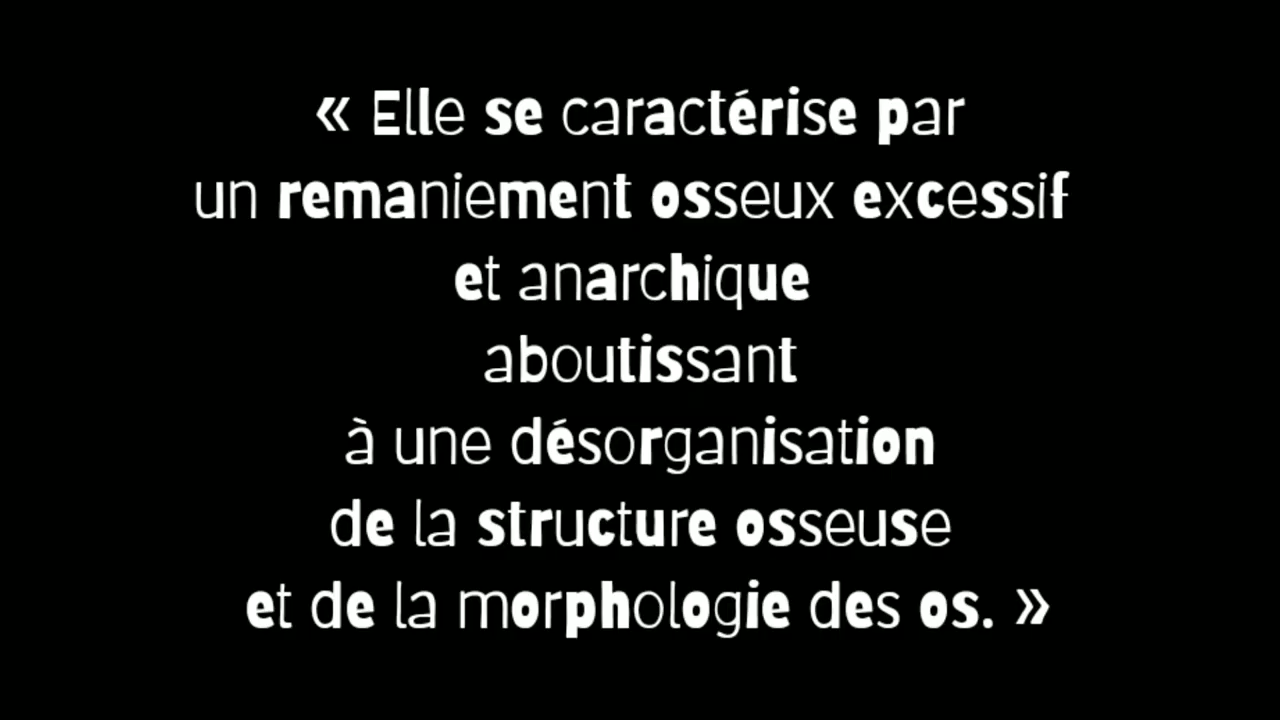 « Elle se caractérise par
un remaniement osseux excessif
et anarchique
aboutissant
à une désorganisation
de la structure osseuse
et de la morphologie des os. »